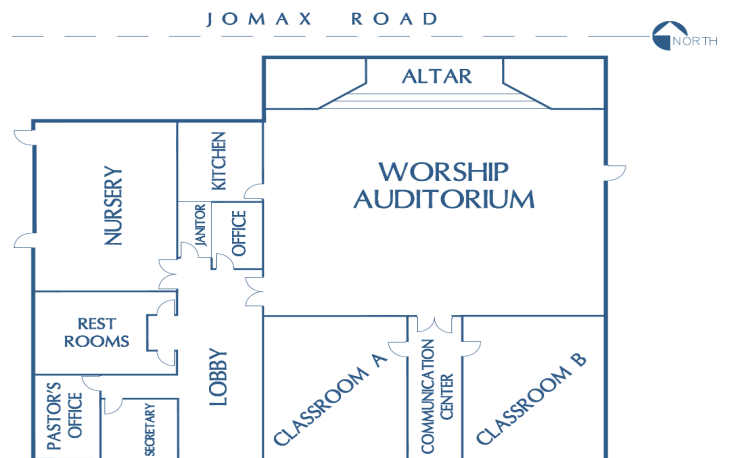 JOMAX ROAD
NORTH
ALTAR
KITCHEN
WORSHIP
AUDITORIUM
NURSERY
JANITOR
OFFICE
REST
ROOMS
LOBBY
CLASSROOM A
COMMUNICATION
CENTER
CLASSROOM B
PASTOR'S
OFFICE
SECRETARY